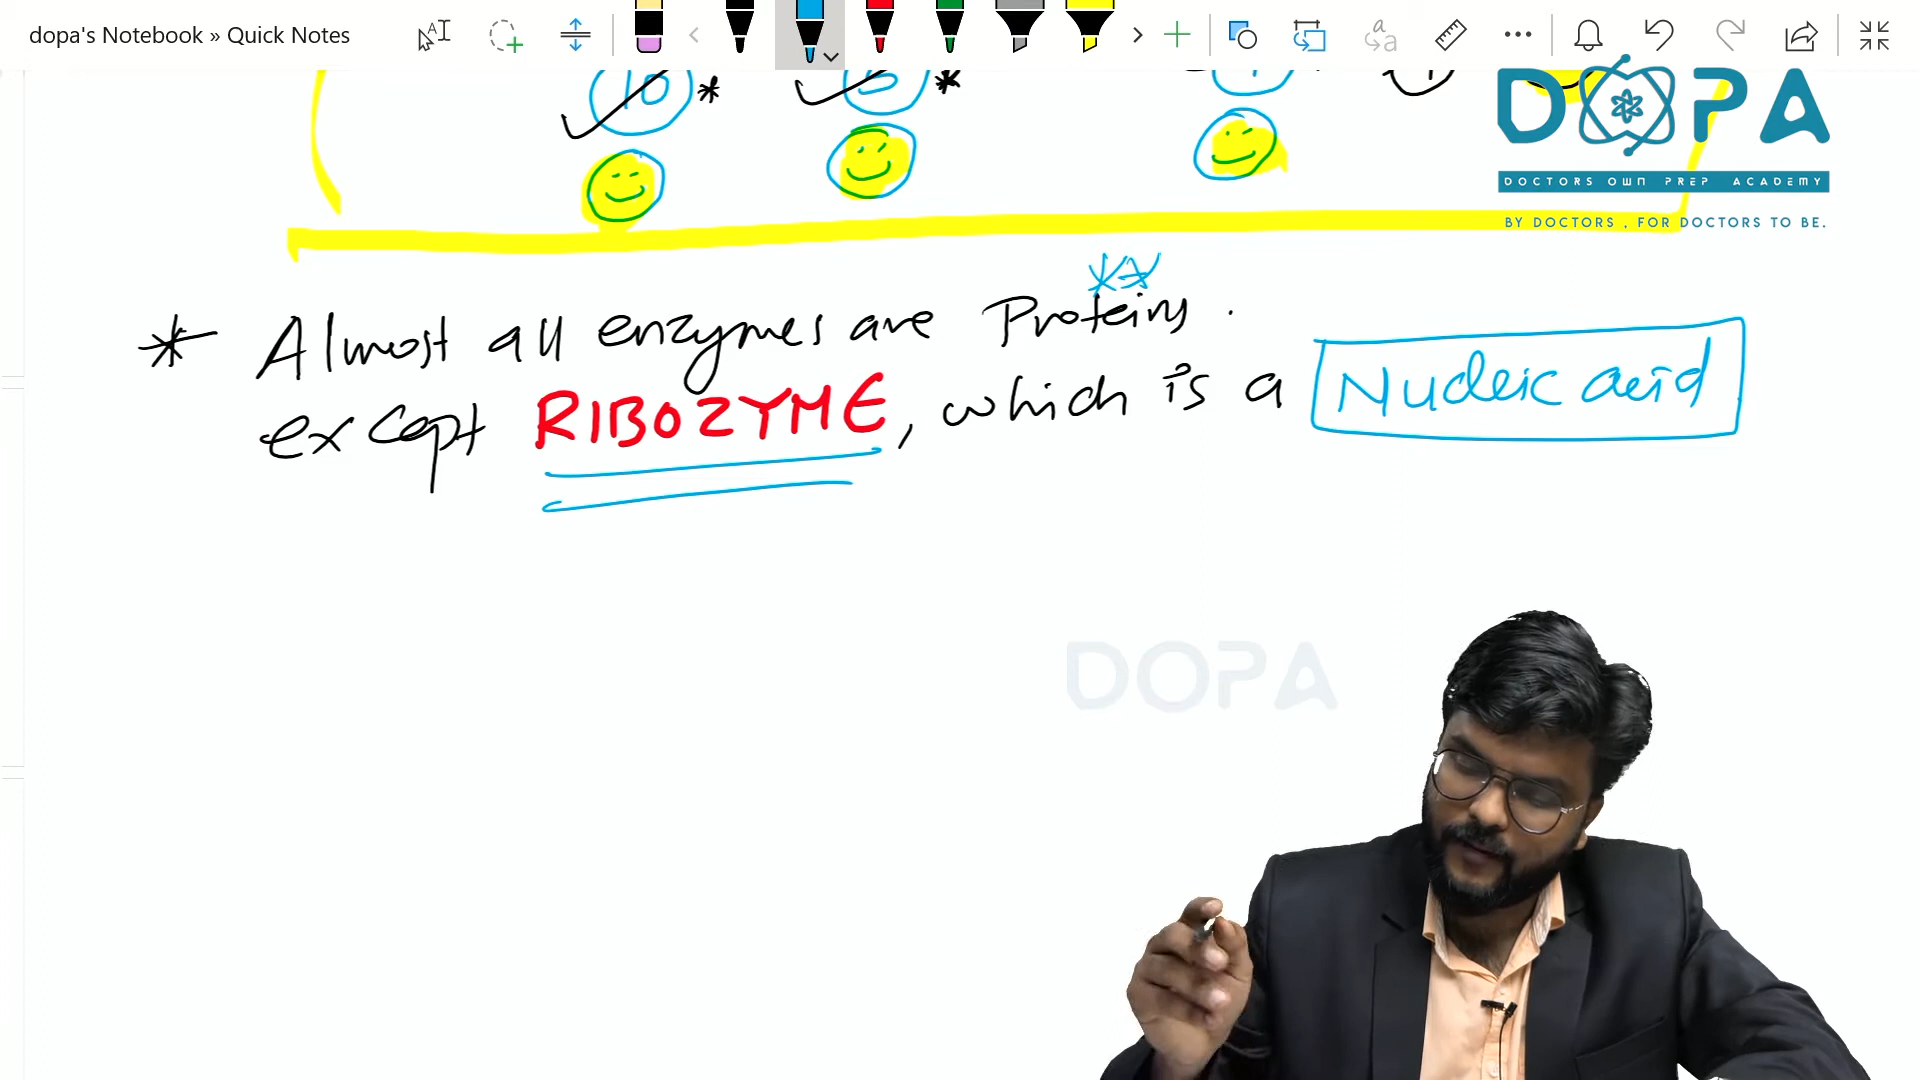 dopa's Notebook » Quick Notes
10 * *
DOPA
DOCTORS OWN PREP ACADEMY
BY DOCTORS , FOR DOCTORS TO BE.
* Almost all enzymes are Proteins.
except RIBOZYME, which is a Nucleic acid
DOPA